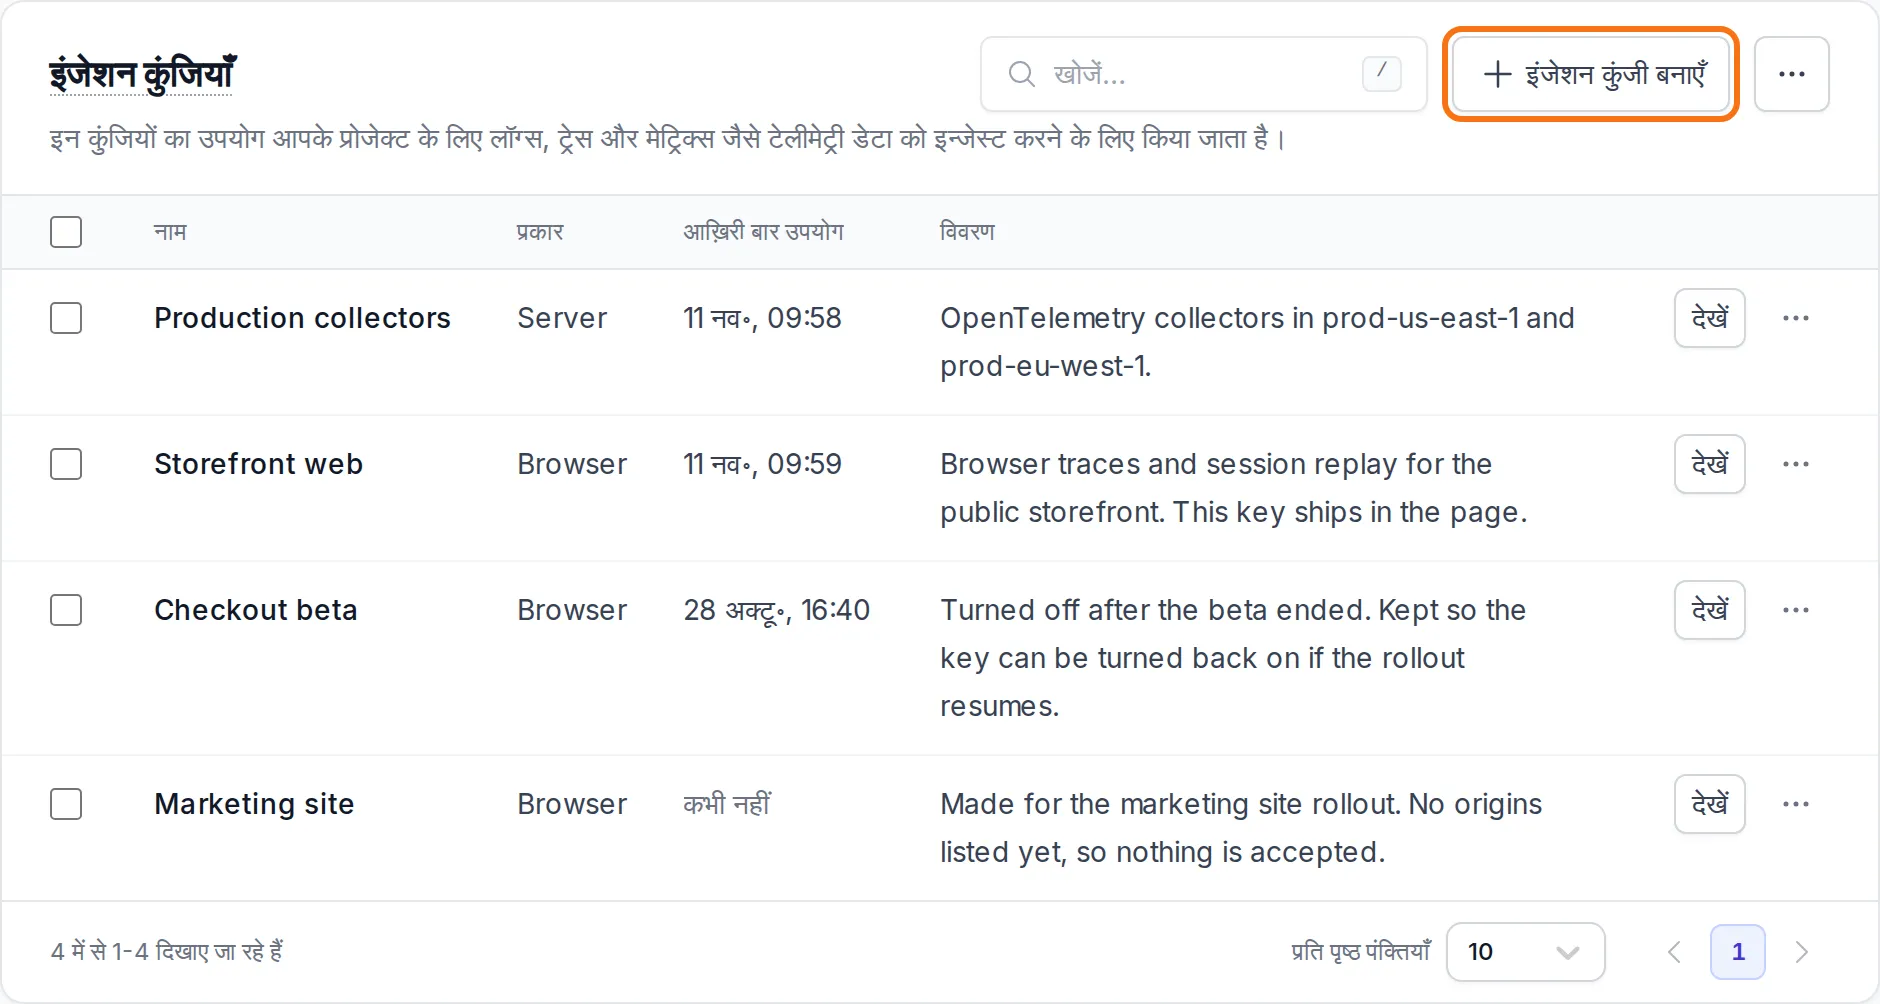 इंजेशन कुंजियाँ
खोजें...
/
इंजेशन कुंजी बनाएँ
इन कुंजियों का उपयोग आपके प्रोजेक्ट के लिए लॉग्स, ट्रेस और मेट्रिक्स जैसे टेलीमेट्री डेटा को इन्जेस्ट करने के लिए किया जाता है।
नाम प्रकार आख़िरी बार उपयोग विवरण
Production collectors Server 11 नव॰, 09:58 OpenTelemetry collectors in prod-us-east-1 and देखें
prod-eu-west-1.
Storefront web Browser 11 नव॰, 09:59 Browser traces and session replay for the देखें
public storefront. This key ships in the page.
Checkout beta Browser 28 अक्टू॰, 16:40 Turned off after the beta ended. Kept so the देखें
key can be turned back on if the rollout
resumes.
Marketing site Browser कभी नहीं Made for the marketing site rollout. No origins देखें
listed yet, so nothing is accepted.
4 में से 1-4 दिखाए जा रहे हैं प्रति पृष्ठ पंक्तियाँ 10 1